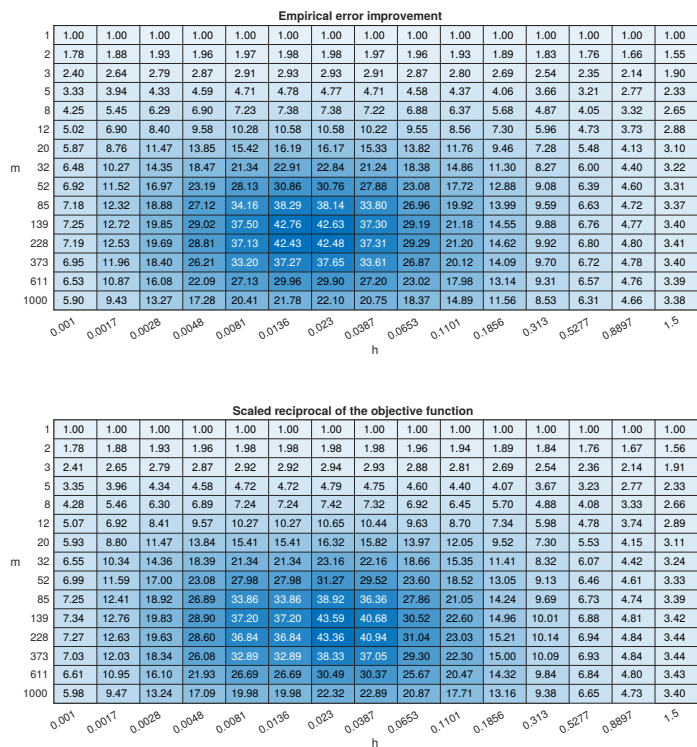 Empirical error improvement
1 1.00 1.00 1.00 1.00 1.00 1.00 1.00 1.00 1.00 1.00 1.00 1.00 1.00 1.00 1.00
2 1.78 1.88 1.93 1.96 1.97 1.98 1.98 1.97 1.96 1.93 1.89 1.83 1.76 1.66 1.55
3 2.40 2.64 2.79 2.87 2.91 2.93 2.93 2.91 2.87 2.80 2.69 2.54 2.35 2.14 1.90
5 3.33 3.94 4.33 4.59 4.71 4.78 4.77 4.71 4.58 4.37 4.06 3.66 3.21 2.77 2.33
8 4.25 5.45 6.29 6.90 7.23 7.38 7.38 7.22 6.88 6.37 5.68 4.87 4.05 3.32 2.65
12 5.02 6.90 8.40 9.58 10.28 10.58 10.58 10.22 9.55 8.56 7.30 5.96 4.73 3.73 2.88
20 5.87 8.76 11.47 13.85 15.42 16.19 16.17 15.33 13.82 11.76 9.46 7.28 5.48 4.13 3.10
m 32 6.48 10.27 14.35 18.47 21.34 22.91 22.84 21.24 18.38 14.86 11.30 8.27 6.00 4.40 3.22
52 6.92 11.52 16.97 23.19 28.13 30.86 30.76 27.88 23.08 17.72 12.88 9.08 6.39 4.60 3.31
85 7.18 12.32 18.88 27.12 34.16 38.29 38.14 33.80 26.96 19.92 13.99 9.59 6.63 4.72 3.37
139 7.25 12.72 19.85 29.02 37.50 42.76 42.63 37.30 29.19 21.18 14.55 9.88 6.76 4.77 3.40
228 7.19 12.53 19.69 28.81 37.13 42.43 42.48 37.31 29.29 21.20 14.62 9.92 6.80 4.80 3.41
373 6.95 11.96 18.40 26.21 33.20 37.27 37.65 33.61 26.87 20.12 14.09 9.70 6.72 4.78 3.40
611 6.53 10.87 16.08 22.09 27.13 29.96 29.90 27.20 23.02 17.98 13.14 9.31 6.57 4.76 3.39
1000 5.90 9.43 13.27 17.28 20.41 21.78 22.10 20.75 18.37 14.89 11.56 8.53 6.31 4.66 3.38
0.001 0.0017 0.0028 0.0048 0.0081 0.0136 0.023 0.0387 0.0653 0.1101 0.1856 0.313 0.5277 0.8897 1.5
h
Scaled reciprocal of the objective function
1 1.00 1.00 1.00 1.00 1.00 1.00 1.00 1.00 1.00 1.00 1.00 1.00 1.00 1.00 1.00
2 1.78 1.88 1.93 1.96 1.98 1.98 1.98 1.98 1.96 1.94 1.89 1.84 1.76 1.67 1.56
3 2.41 2.65 2.79 2.87 2.92 2.92 2.94 2.93 2.88 2.81 2.69 2.54 2.36 2.14 1.91
5 3.35 3.96 4.34 4.58 4.72 4.72 4.79 4.75 4.60 4.40 4.07 3.67 3.23 2.77 2.33
8 4.28 5.46 6.30 6.89 7.24 7.24 7.42 7.32 6.92 6.45 5.70 4.88 4.08 3.33 2.66
12 5.07 6.92 8.41 9.57 10.27 10.27 10.65 10.44 9.63 8.70 7.34 5.98 4.78 3.74 2.89
20 5.93 8.80 11.47 13.84 15.41 15.41 16.32 15.82 13.97 12.05 9.52 7.30 5.53 4.15 3.11
m 32 6.55 10.34 14.36 18.39 21.34 21.34 23.16 22.16 18.66 15.35 11.41 8.32 6.07 4.42 3.24
52 6.99 11.59 17.00 23.08 27.98 27.98 31.27 29.52 23.60 18.52 13.05 9.13 6.46 4.61 3.33
85 7.25 12.41 18.92 26.89 33.86 33.86 38.92 36.36 27.86 21.05 14.24 9.69 6.73 4.74 3.39
139 7.34 12.76 19.83 28.90 37.20 37.20 43.59 40.68 30.52 22.60 14.96 10.01 6.88 4.81 3.42
228 7.27 12.63 19.63 28.60 36.84 36.84 43.36 40.94 31.04 23.03 15.21 10.14 6.94 4.84 3.44
373 7.03 12.03 18.34 26.08 32.89 32.89 38.33 37.05 29.30 22.30 15.00 10.09 6.93 4.84 3.44
611 6.61 10.95 16.10 21.93 26.69 26.69 30.49 30.37 25.67 20.47 14.32 9.84 6.84 4.80 3.43
1000 5.98 9.47 13.24 17.09 19.98 19.98 22.32 22.89 20.87 17.71 13.16 9.38 6.65 4.73 3.40
0.001 0.0017 0.0028 0.0048 0.0081 0.0136 0.023 0.0387 0.0653 0.1101 0.1856 0.313 0.5277 0.8897 1.5
h